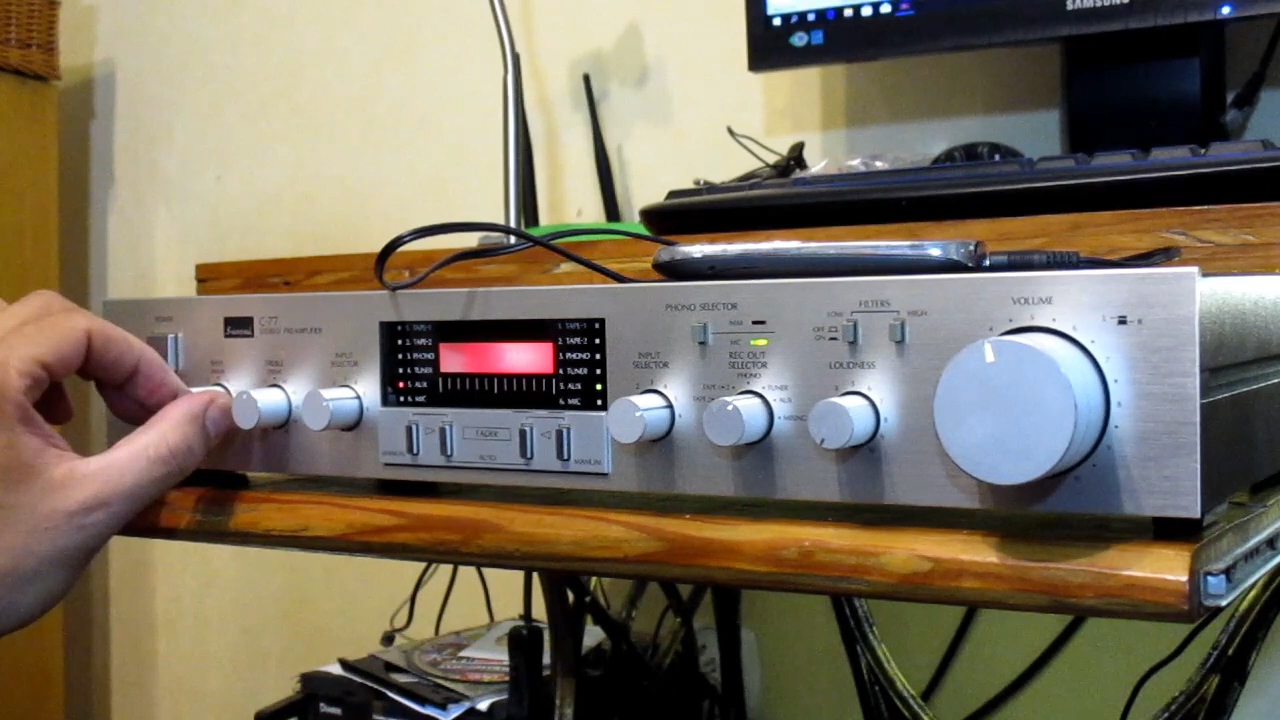 SAMSUNG
POWER
Sansui
C-77
STEREO PREAMPLIFIER
BASS
TREBLE
INPUT
SELECTOR
1. TAPE-1
2. TAPE-2
3. PHONO
4. TUNER
5. AUX
6. MIC
1. TAPE-1
2. TAPE-2
3. PHONO
4. TUNER
5. AUX
6. MIC
MANUAL
FADER
AUTO
MANUAL
PHONO SELECTOR
MM
MC
INPUT
SELECTOR
REC OUT
SELECTOR
PHONO
TUNER
AUX
MIXING
FILTERS
LOW
HIGH
OFF
ON
LOUDNESS
VOLUME
L
R